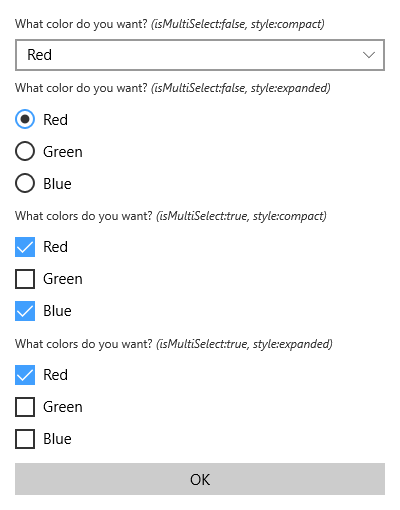 What color do you want? (isMultiSelect:false, style:compact)
Red
What color do you want? (isMultiSelect:false, style:expanded)
Red
Green
Blue
What colors do you want? (isMultiSelect:true, style:compact)
Red
Green
Blue
What colors do you want? (isMultiSelect:true, style:expanded)
Red
Green
Blue
OK